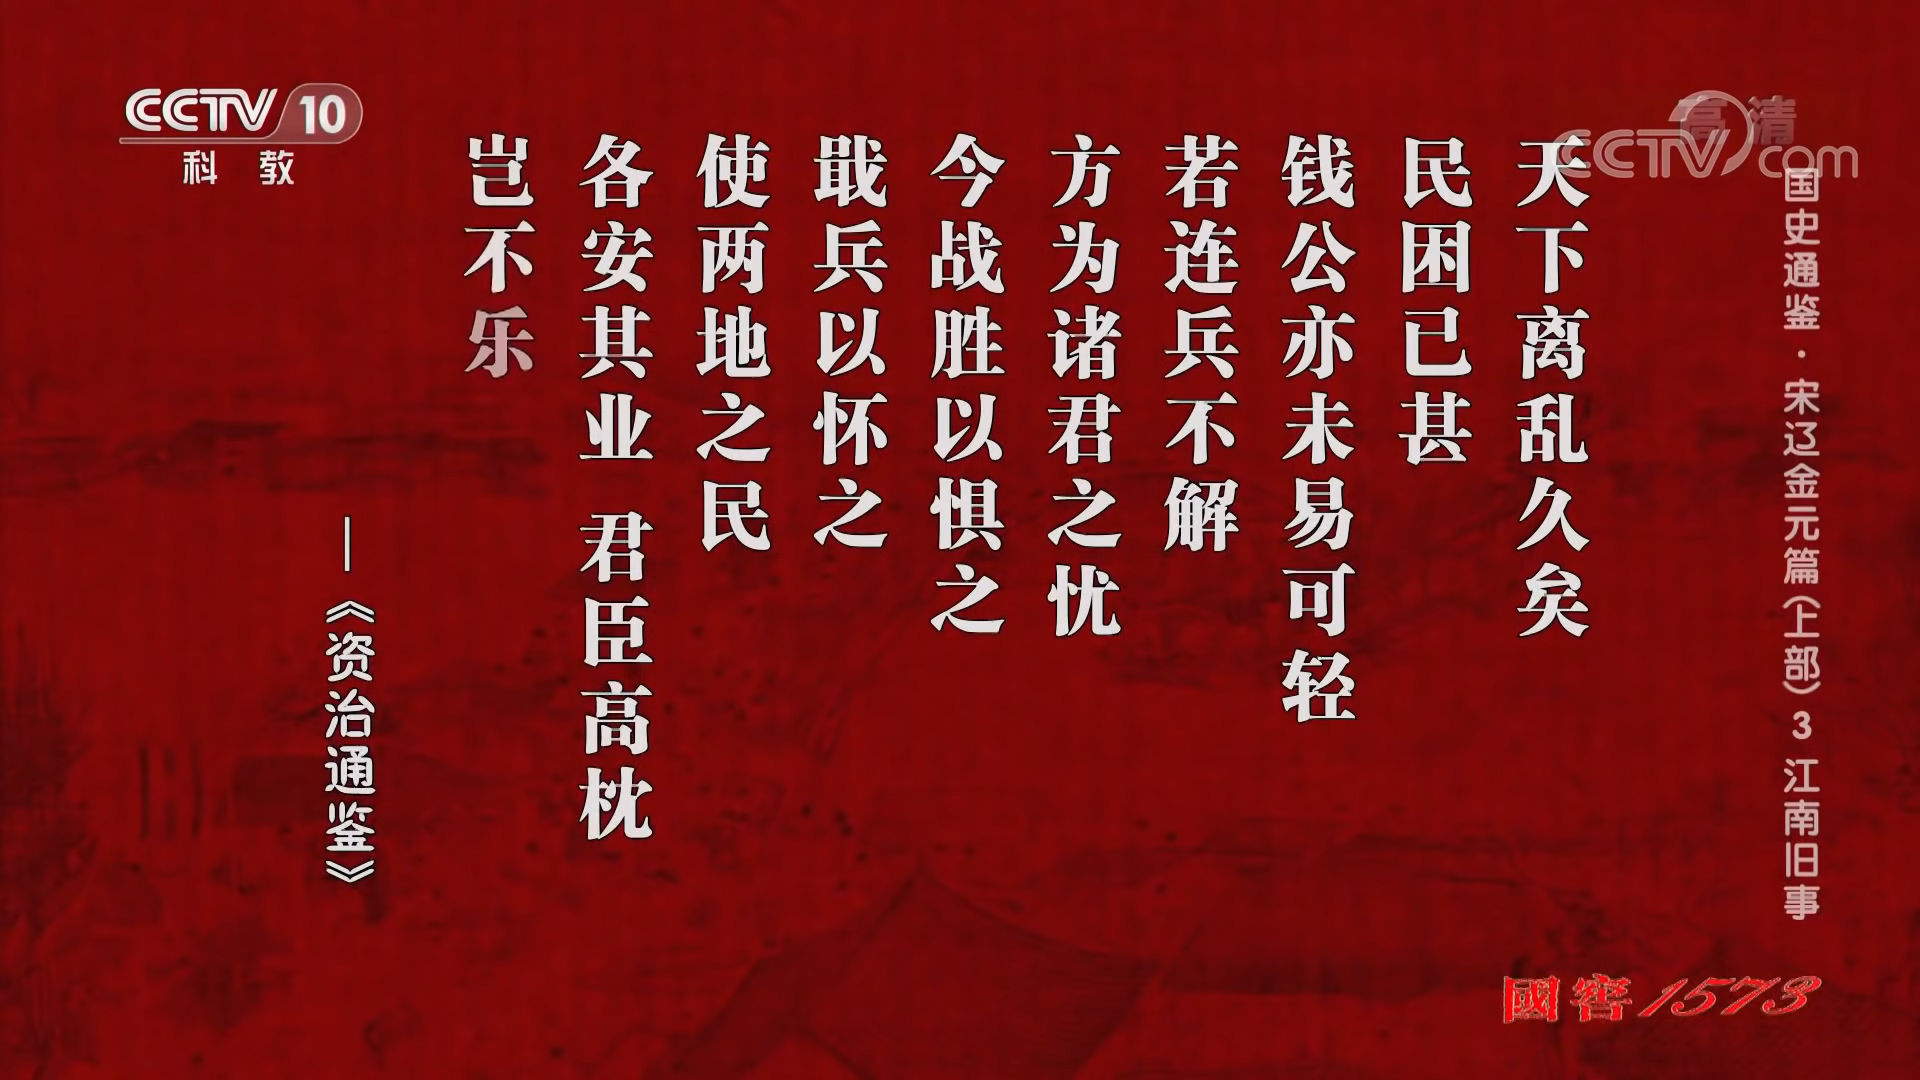 CCTV 10
科教
高清
CCTV.com
天下离乱久矣
民困已甚
钱公亦未易可轻
若连兵不解
方为诸君之忧
今战胜以惧之
戢兵以怀之
使两地之民
各安其业 君臣高枕
岂不乐
—《资治通鉴》
国史通鉴·宋辽金元篇(上部) 3 江南旧事
國窖1573